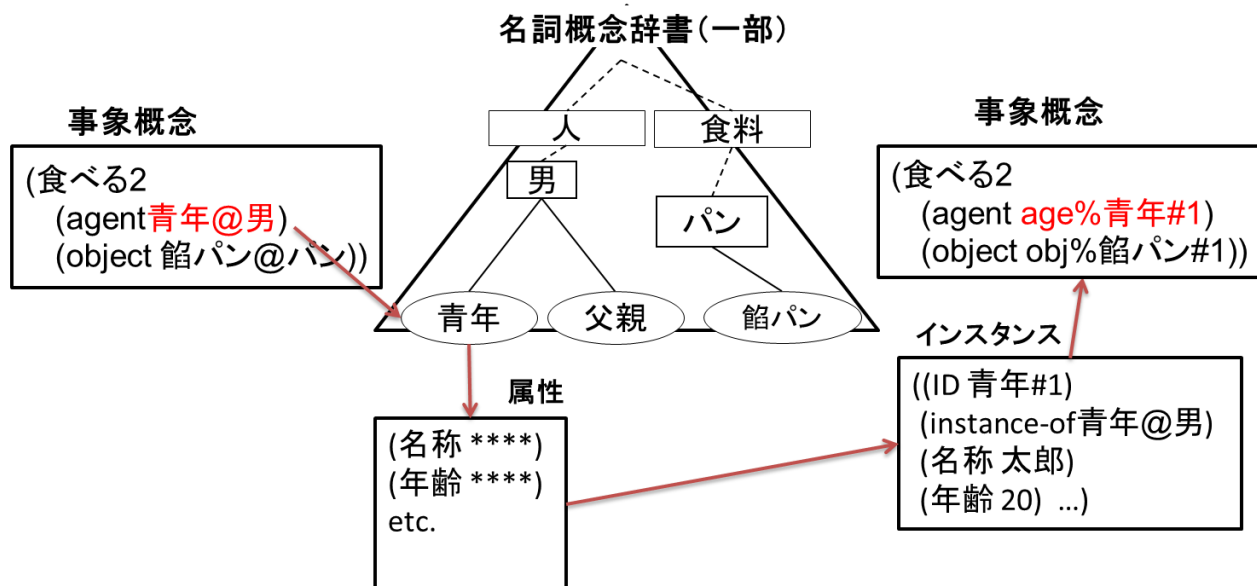 名詞概念辞書(一部)
事象概念
(食べる2
(agent青年@男)
(object 餡パン@パン))
人
食料
男
パン
青年
父親
餡パン
属性
(名称 ****)
(年齢 ****)
etc.
インスタンス
((ID 青年#1)
(instance-of青年@男)
(名称 太郎)
(年齢 20) …)
事象概念
(食べる2
(agent age%青年#1)
(object obj%餡パン#1))